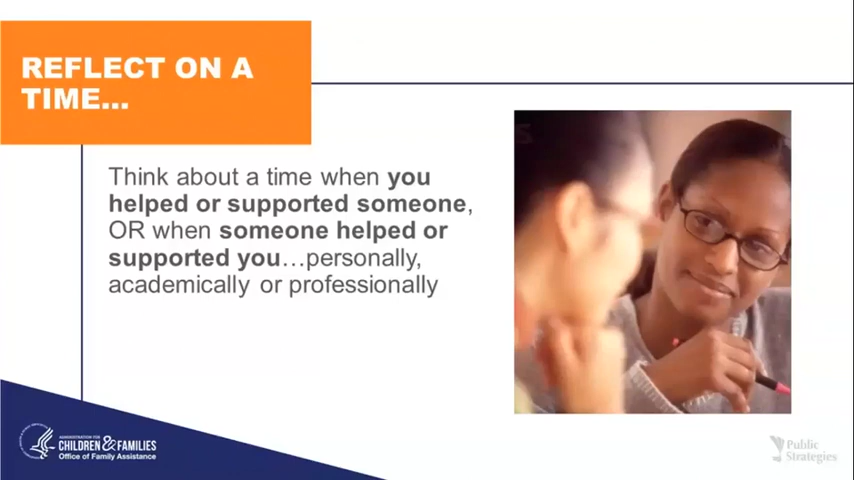 REFLECT ON A
TIME...
Think about a time when you
helped or supported someone,
OR when someone helped or
supported you…personally,
academically or professionally
ADMINISTRATION FOR
CHILDREN & FAMILIES
Office of Family Assistance
Public
Strategies